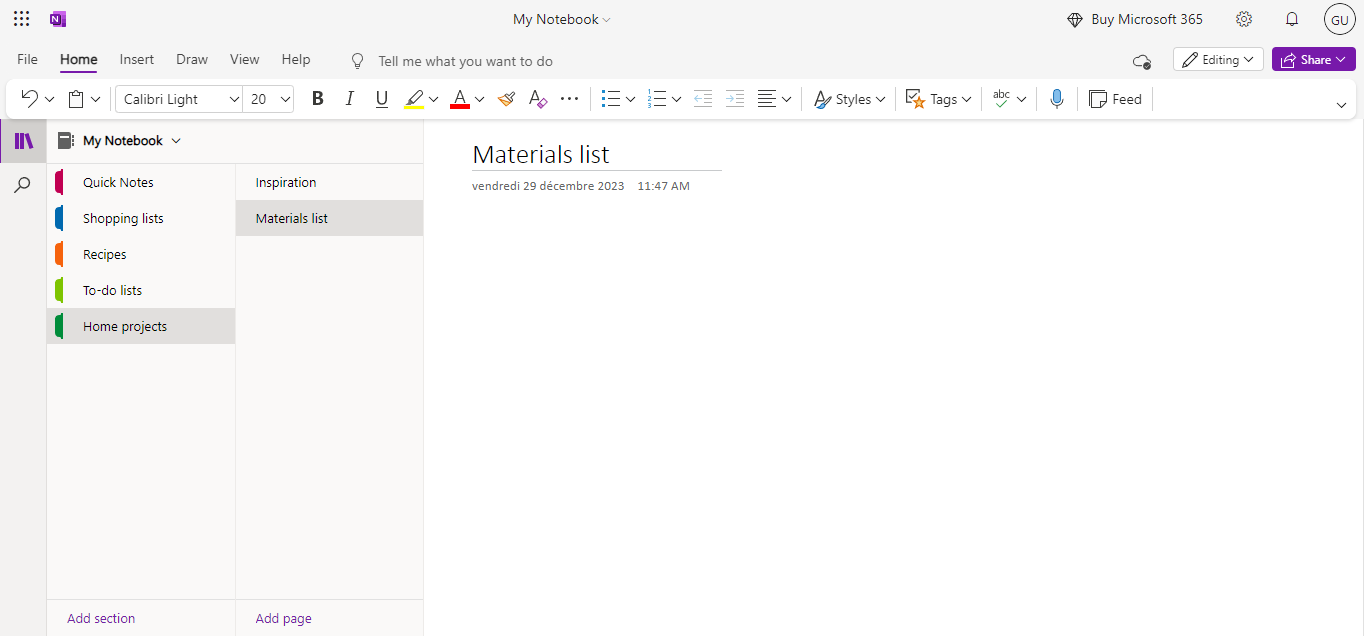 My Notebook
Buy Microsoft 365
GU
File Home Insert Draw View Help Tell me what you want to do
Editing
Share
Calibri Light 20 B I U A A Styles Tags abc Feed
My Notebook
Quick Notes
Shopping lists
Recipes
To-do lists
Home projects
Add section
Inspiration
Materials list
Add page
Materials list
vendredi 29 décembre 2023 11:47 AM